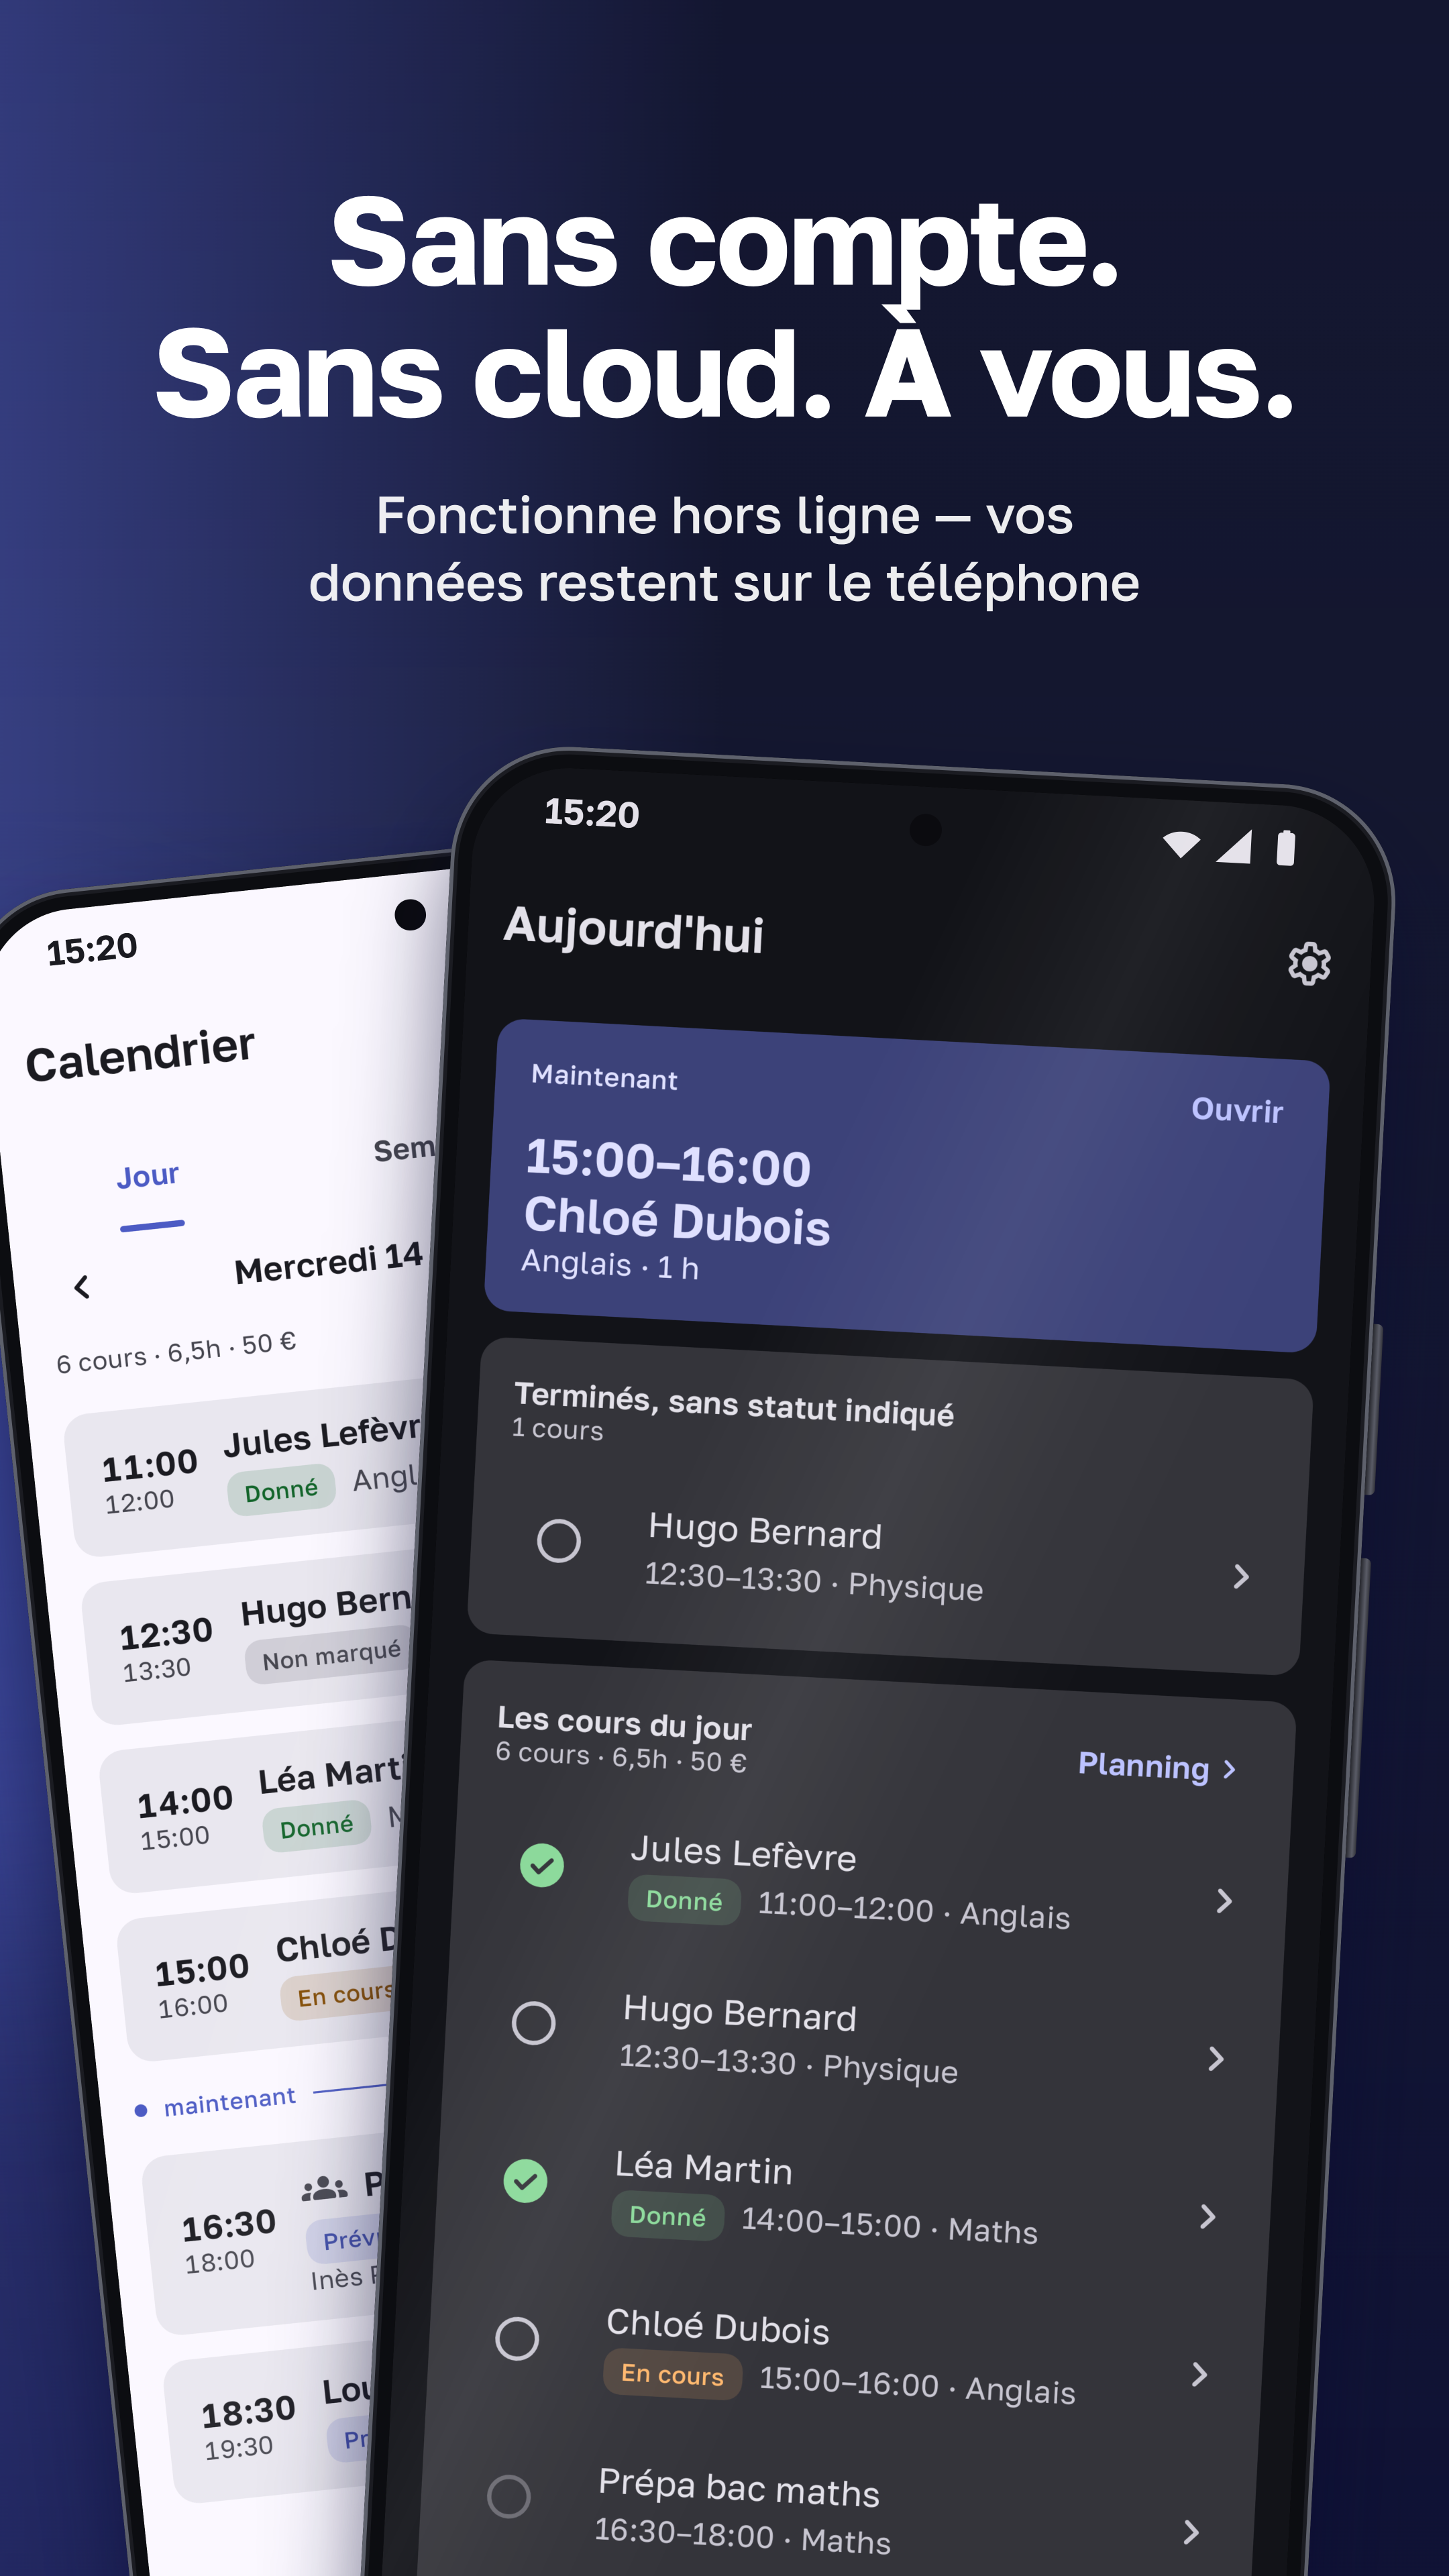 Sans compte.
Sans cloud. À vous.
Fonctionne hors ligne — vos
données restent sur le téléphone
15:20
Calendrier
Jour
Mercredi 14
6 cours · 6,5h · 50 €
11:00
12:00
Jules Lefèvr
Donné
12:30
13:30
Hugo Bern
Non marqué
14:00
15:00
Léa Marti
Donné
15:00
16:00
Chloé D
En cours
maintenant
16:30
18:00
Inès
18:30
19:30
15:20
Aujourd'hui
Maintenant
Ouvrir
15:00–16:00
Chloé Dubois
Anglais · 1 h
Terminés, sans statut indiqué
1 cours
Hugo Bernard
12:30–13:30 · Physique
Les cours du jour
6 cours · 6,5h · 50 €
Planning
Jules Lefèvre
Donné 11:00–12:00 · Anglais
Hugo Bernard
12:30–13:30 · Physique
Léa Martin
Donné 14:00–15:00 · Maths
Chloé Dubois
En cours 15:00–16:00 · Anglais
Prépa bac maths
16:30–18:00 · Maths